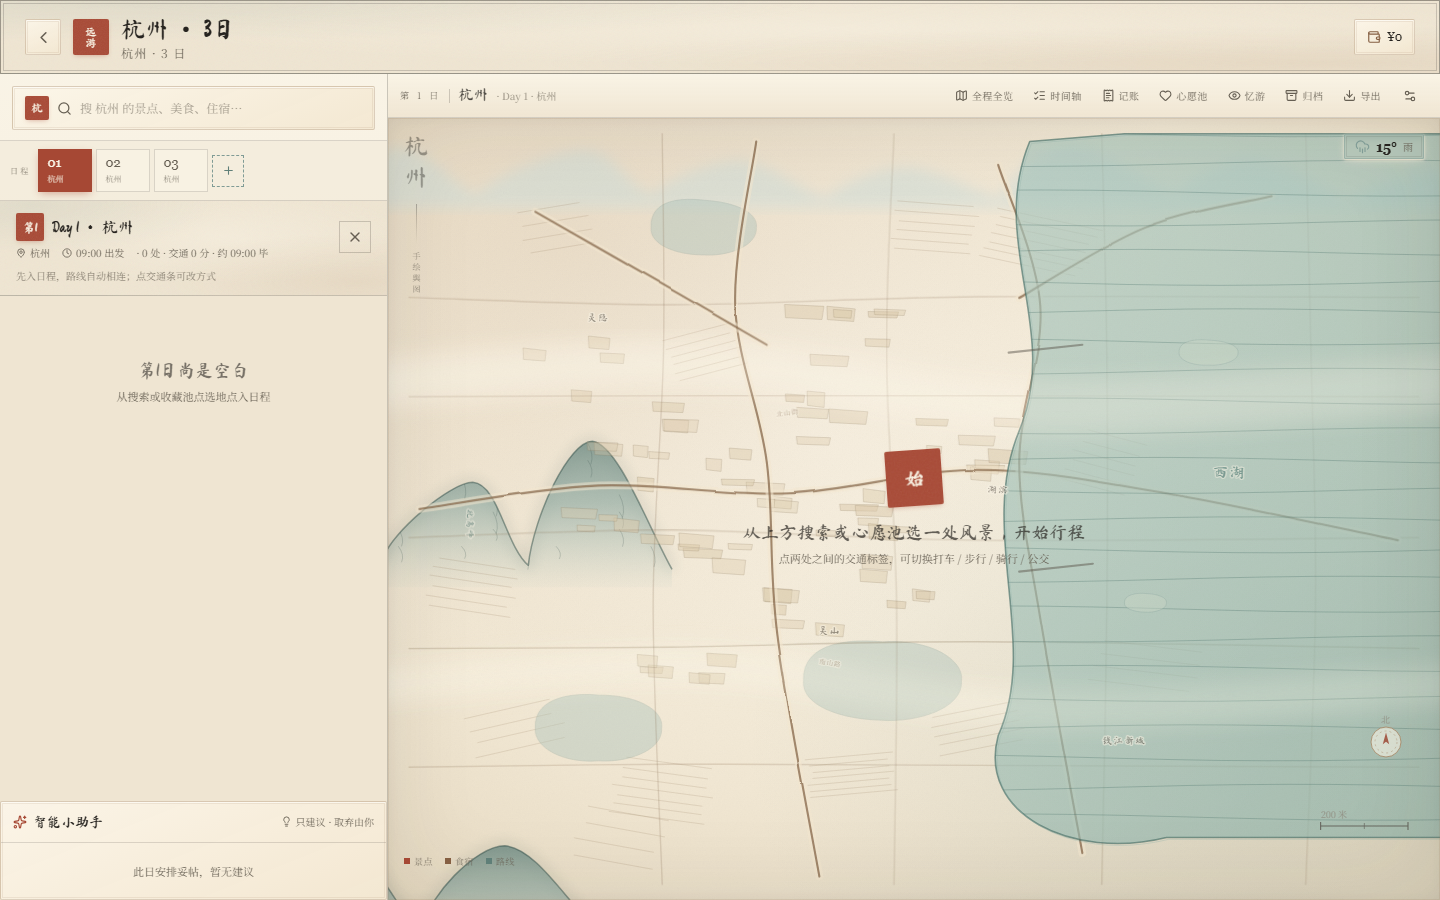 远游
杭州 · 3日
杭州 · 3 日
¥0
杭 搜 杭州 的景点、美食、住宿…
日程
01
杭州
02
杭州
03
杭州
+
第1 Day 1 · 杭州
杭州 09:00 出发 · 0 处 · 交通 0 分 · 约 09:00 毕
先入日程，路线自动相连；点交通条可改方式
第1日尚是空白
从搜索或收藏池点选地点入日程
智能小助手
只建议 · 取弃由你
此日安排妥帖，暂无建议
第 1 日 杭州 · Day 1 · 杭州
全程全览
时间轴
记账
心愿池
忆游
归档
导出
杭州
15° 雨
灵隐
西湖
始
湖滨
从上方搜索或心愿池选一处风景，开始行程
点两处之间的交通标签，可切换打车 / 步行 / 骑行 / 公交
吴山
钱江新城
北
200 米
景点
食宿
路线